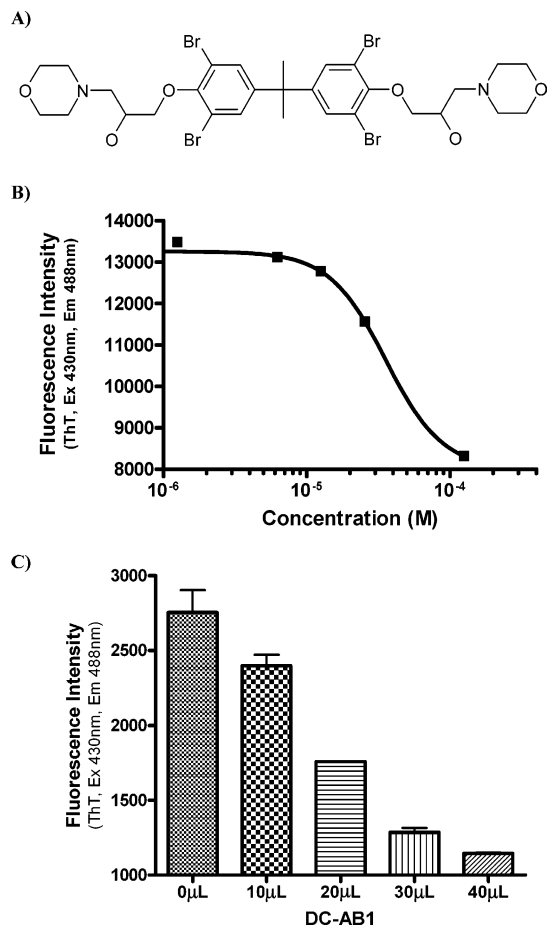 A)
Br Br
O N O O N O
O Br Br O
B)
Fluorescence Intensity
(ThT, Ex 430nm, Em 488nm)
14000
13000
12000
11000
10000
9000
8000
10-6 10-5 10-4
Concentration (M)
C)
Fluorescence Intensity
(ThT, Ex 430nm, Em 488nm)
3000
2500
2000
1500
1000
0μL 10μL 20μL 30μL 40μL
DC-AB1